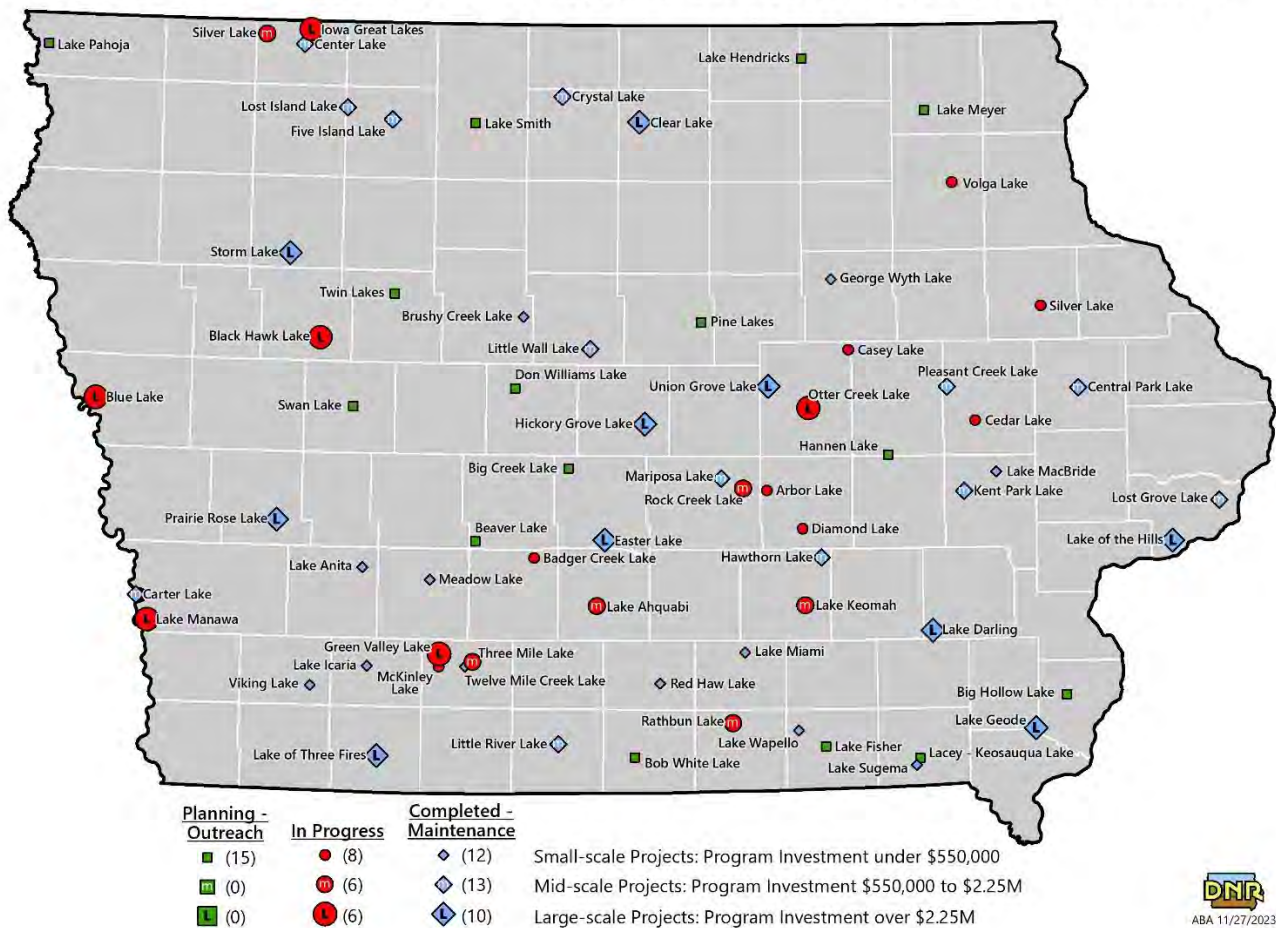 Silver Lake
m
L
Iowa Great Lakes
m
Center Lake
Lake Pahoja
Lake Hendricks
Lost Island Lake
m
Crystal Lake
m
Five Island Lake
m
Lake Smith
L
Clear Lake
Lake Meyer
Volga Lake
Storm Lake
L
George Wyth Lake
Twin Lakes
Silver Lake
Brushy Creek Lake
Pine Lakes
Black Hawk Lake
L
Little Wall Lake
m
Casey Lake
Pleasant Creek Lake
m
Don Williams Lake
Union Grove Lake
L
m
Central Park Lake
L
Blue Lake
Otter Creek Lake
L
Swan Lake
Hickory Grove Lake
L
Cedar Lake
Hannen Lake
Big Creek Lake
Mariposa Lake
m
Lake MacBride
Rock Creek Lake
m
Arbor Lake
m
Kent Park Lake
Lost Grove Lake
m
Prairie Rose Lake
L
Beaver Lake
Diamond Lake
L
Easter Lake
Lake of the Hills
L
Badger Creek Lake
Hawthorn Lake
m
Lake Anita
Meadow Lake
m
Carter Lake
m
Lake Ahquabi
m
Lake Keomah
L
Lake Manawa
L
Lake Darling
Green Valley Lake
L
Three Mile Lake
m
Lake Icaria
McKinley
Lake
Twelve Mile Creek Lake
Lake Miami
Viking Lake
Red Haw Lake
Big Hollow Lake
Rathbun Lake
m
Lake Geode
L
Lake Wapello
Lake of Three Fires
L
Little River Lake
m
Bob White Lake
Lake Fisher
Lacey - Keosauqua Lake
Lake Sugema
Planning -
Outreach
In Progress
Completed -
Maintenance
(15) (8) (12) Small-scale Projects: Program Investment under $550,000
m (0) m (6) m (13) Mid-scale Projects: Program Investment $550,000 to $2.25M
L (0) L (6) L (10) Large-scale Projects: Program Investment over $2.25M
DNR
ABA 11/27/2023